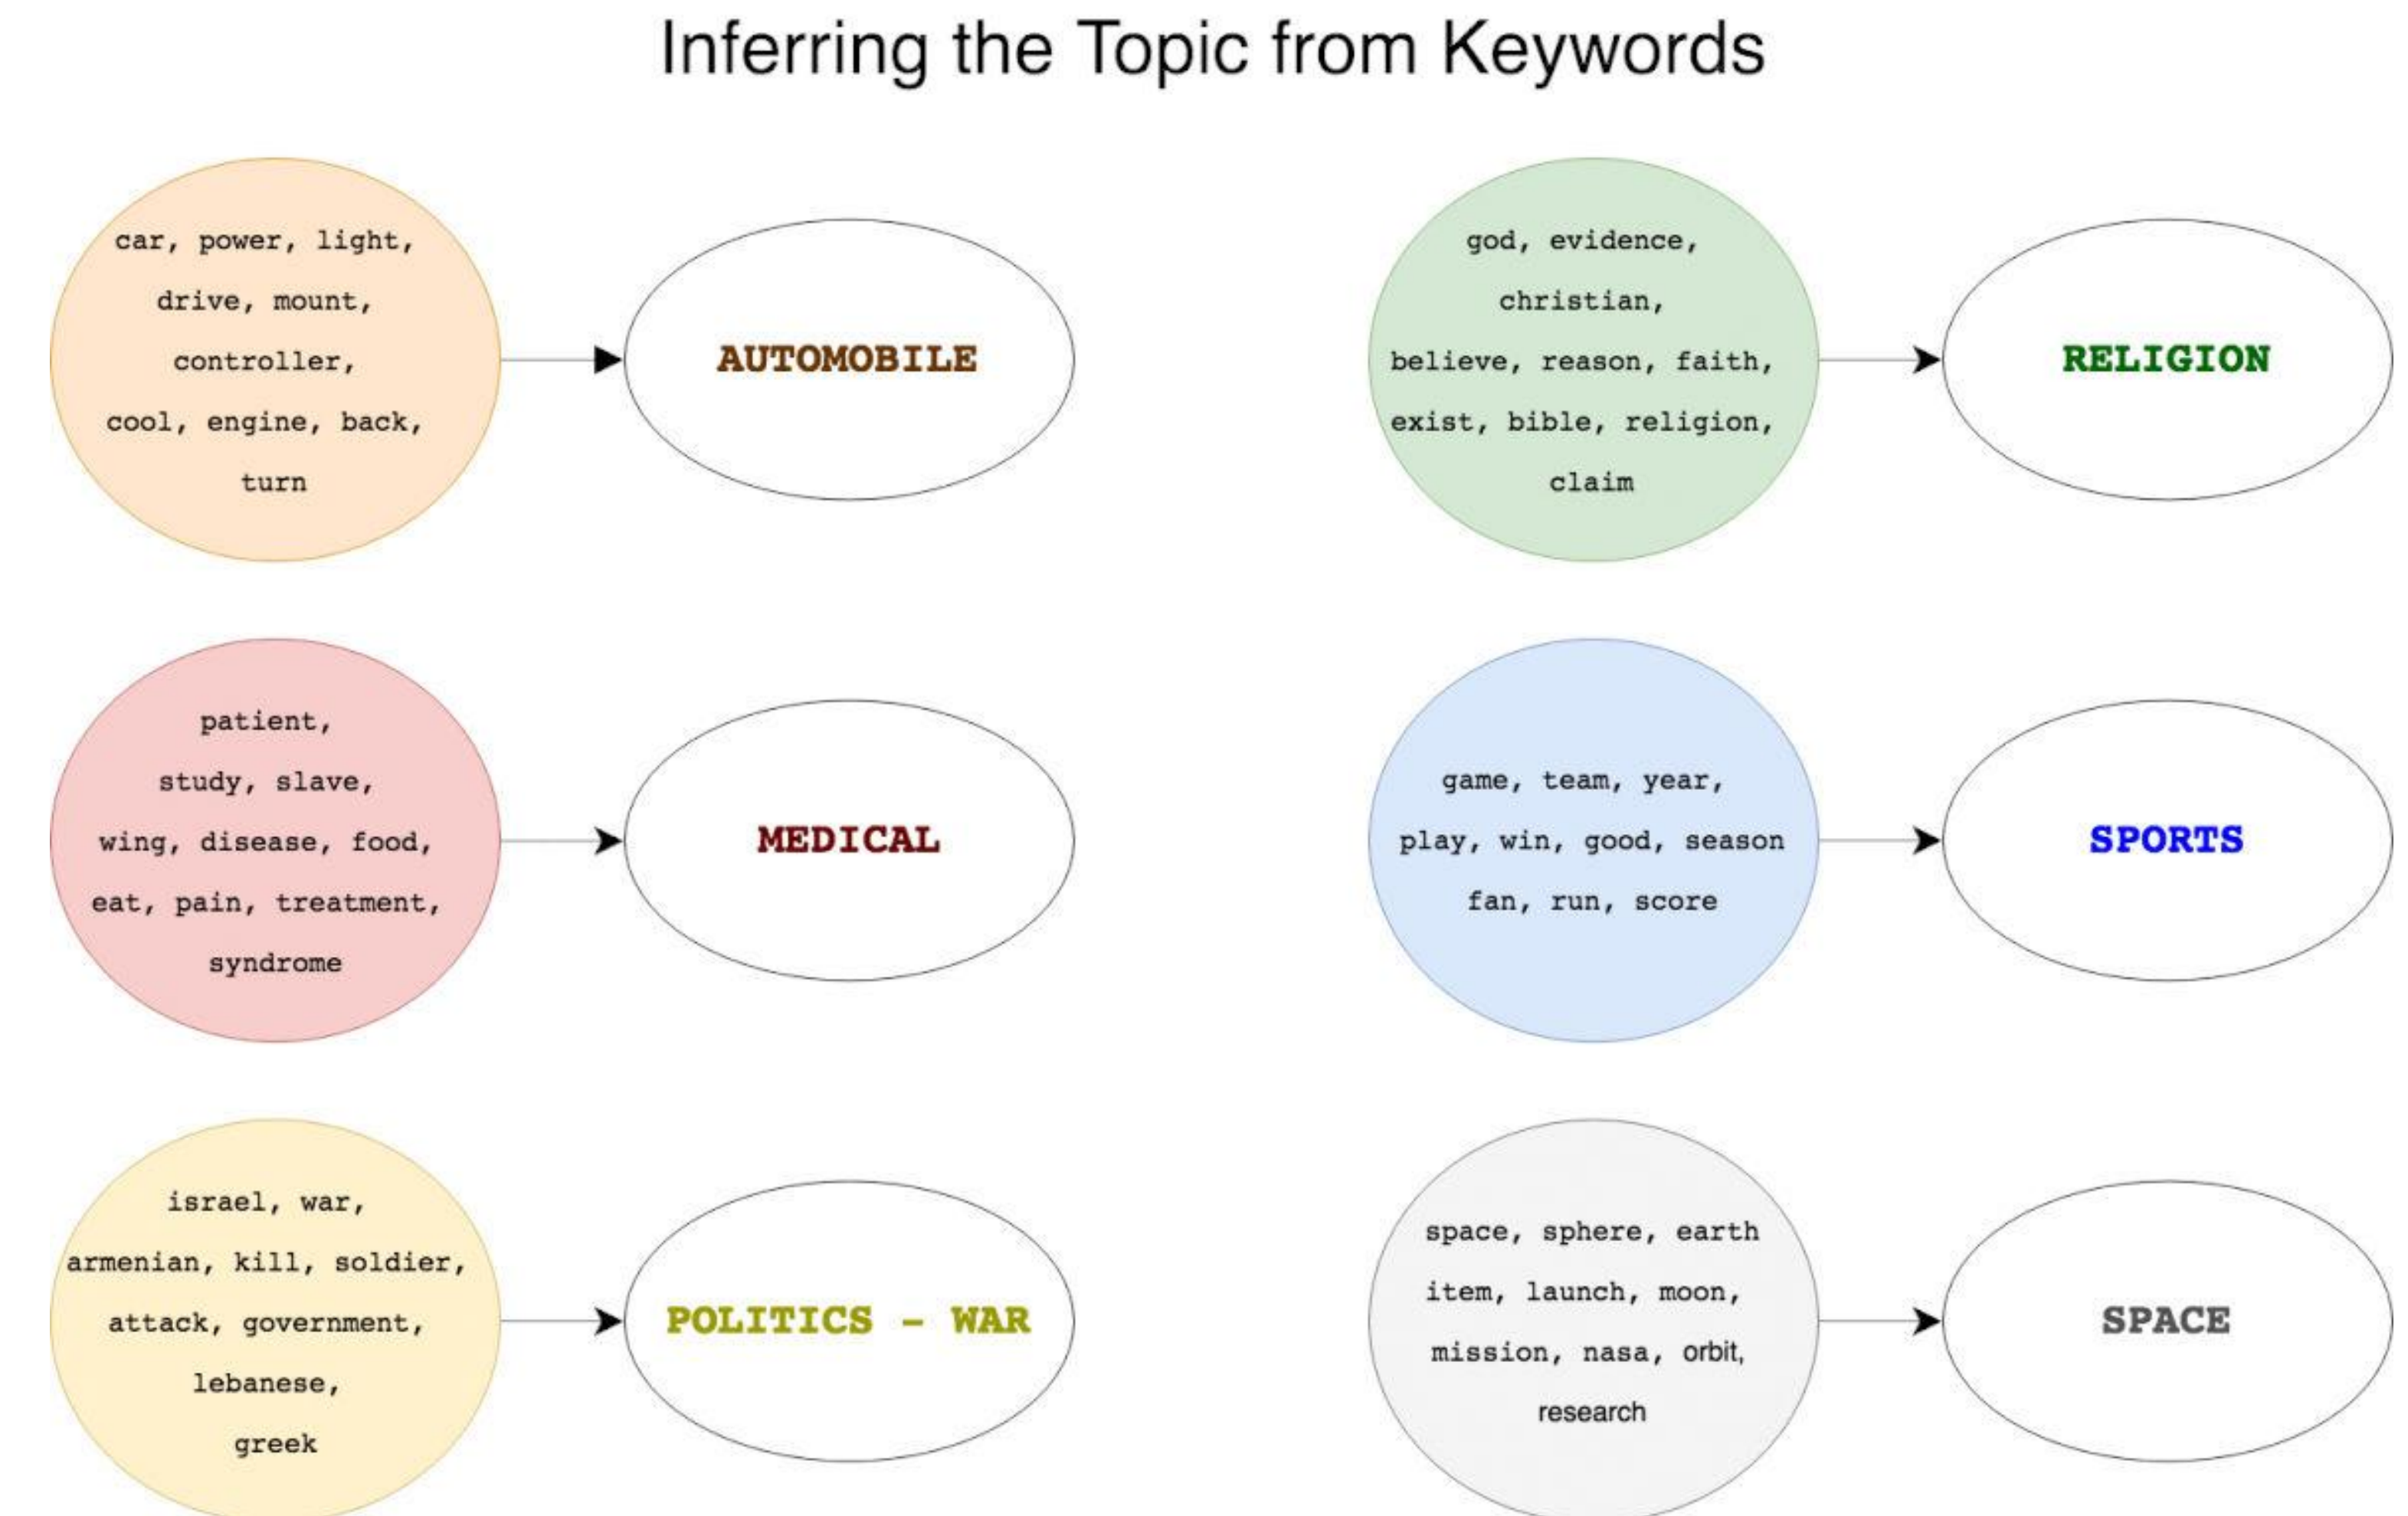 Inferring the Topic from Keywords
car, power, light,
drive, mount,
controller,
cool, engine, back,
turn
AUTOMOBILE
god, evidence,
christian,
believe, reason, faith,
exist, bible, religion,
claim
RELIGION
patient,
study, slave,
wing, disease, food,
eat, pain, treatment,
syndrome
MEDICAL
game, team, year,
play, win, good, season
fan, run, score
SPORTS
israel, war,
armenian, kill, soldier,
attack, government,
lebanese,
greek
POLITICS - WAR
space, sphere, earth
item, launch, moon,
mission, nasa, orbit,
research
SPACE